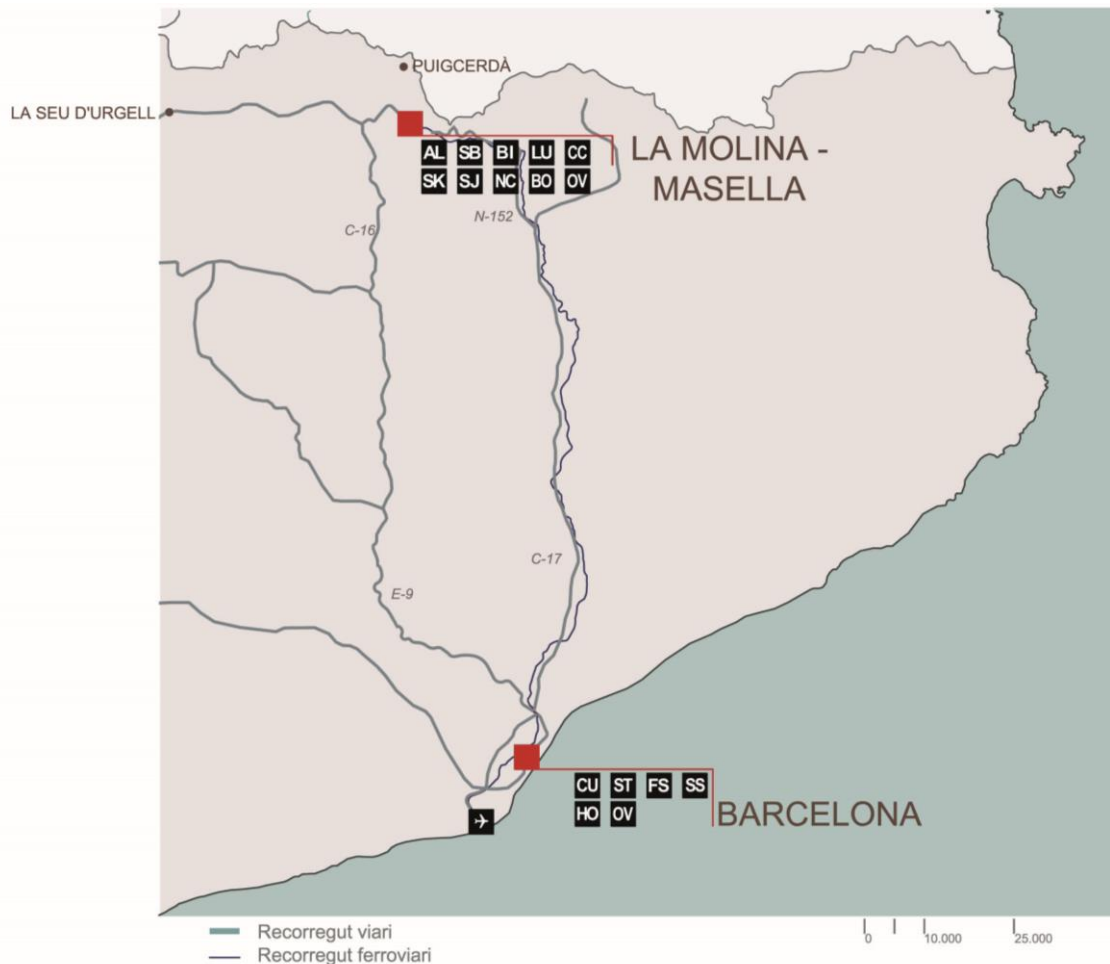 PUIGCERDÀ
LA SEU D'URGELL
AL SB BI LU CC
SK SJ NC BO OV
LA MOLINA -
MASELLA
N-152
C-16
C-17
E-9
CU ST FS SS
HO OV
BARCELONA
Recorregut viari
Recorregut ferroviari
0 10.000 25.000